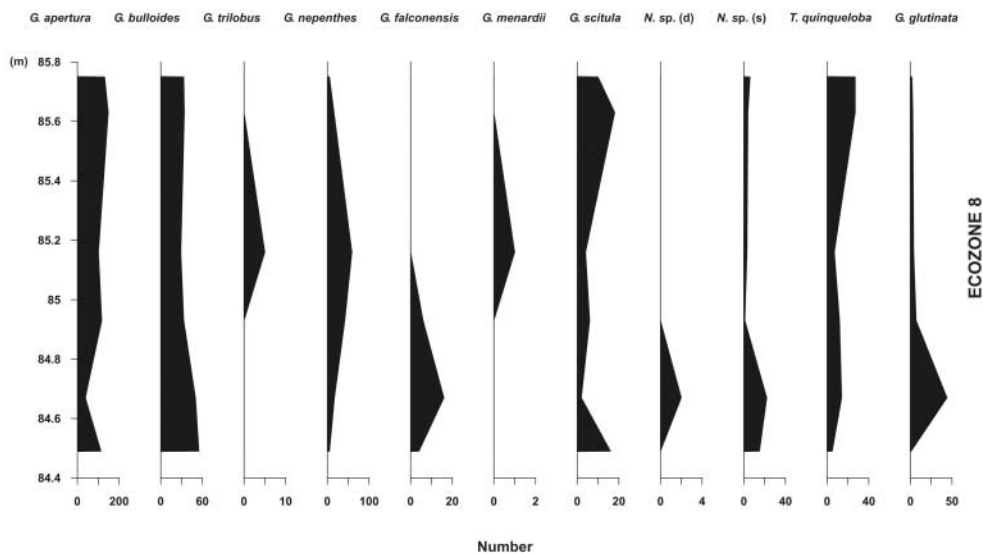 G. apertura G. bulloides G. trilobus G. nepenthes G. falconensis G. menardii G. scitula N. sp. (d) N. sp. (s) T. quinqueloba G. glutinata
(m) 85.8
85.6
85.4
85.2
85
84.8
84.6
84.4
ECOZONE 8
0 200 0 60 0 10 0 100 0 20 0 2 0 20 0 4 0 40 0 40 0 50
Number